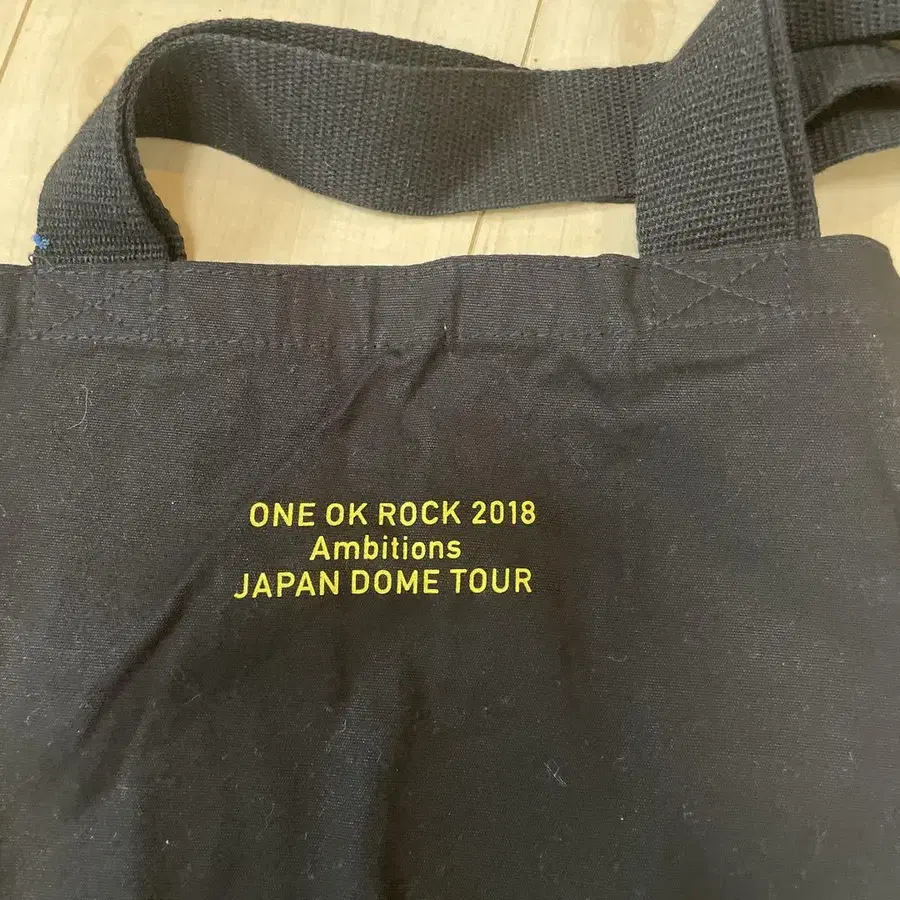 ONE OK ROCK 2018
Ambitions
JAPAN DOME TOUR